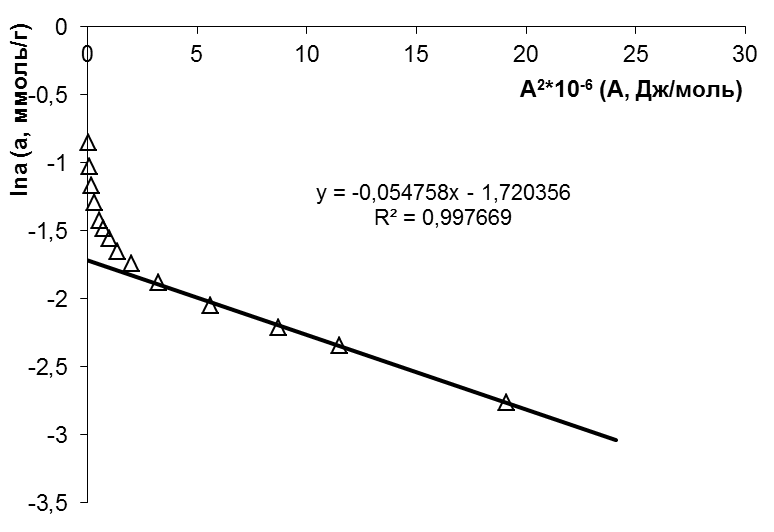 0
0 5 10 15 20 25 30
A²*10⁻⁶ (A, Дж/моль)
lna (a, ммоль/г)
-0,5
-1
y = -0,054758x - 1,720356
R² = 0,997669
-1,5
-2
-2,5
-3
-3,5